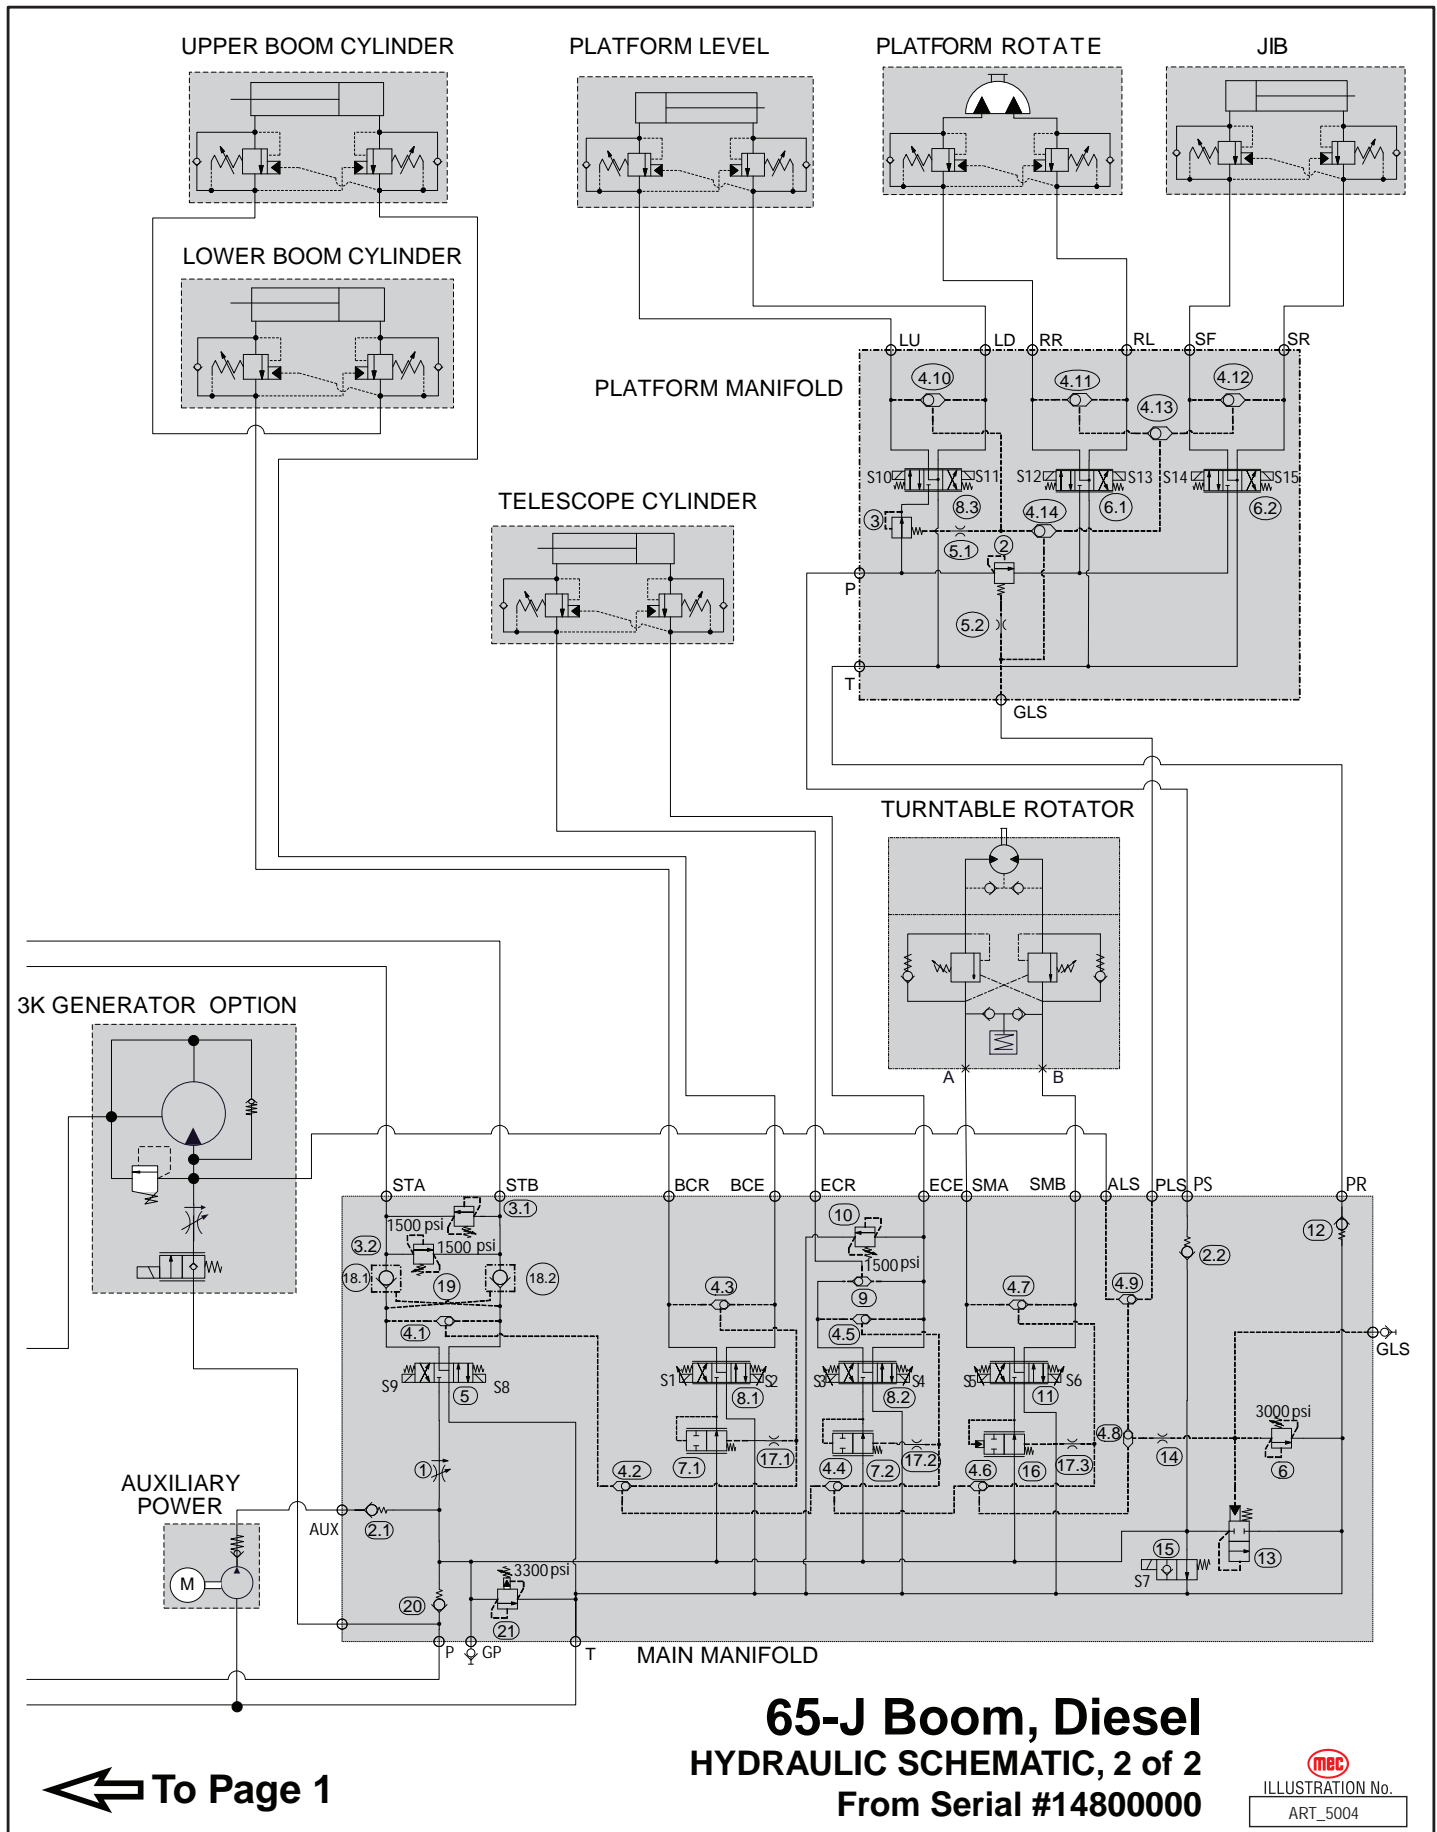 UPPER BOOM CYLINDER
PLATFORM LEVEL
PLATFORM ROTATE
JIB
LOWER BOOM CYLINDER
LU
LD
RR
RL
SF
SR
PLATFORM MANIFOLD
4.10
4.11
4.12
4.13
S10
S11
S12
S13
S14
S15
TELESCOPE CYLINDER
8.3
4.14
6.1
6.2
3
5.1
2
P
5.2
T
GLS
TURNTABLE ROTATOR
3K GENERATOR OPTION
A
B
STA
STB
BCR
BCE
ECR
ECE
SMA
SMB
ALS
PLS
PS
PR
3.1
1500 psi
10
12
3.2
1500 psi
1500 psi
2.2
18.1
19
18.2
4.3
9
4.7
4.9
4.1
4.5
GLS
S9
5
S8
S1
S2
8.1
S3
S4
8.2
S5
S6
11
3000 psi
4.8
7.1
17.1
7.2
17.2
16
17.3
14
6
1
4.2
4.4
4.6
AUXILIARY
POWER
AUX
2.1
M
3300 psi
15
S7
13
20
21
P
GP
T
MAIN MANIFOLD
65-J Boom, Diesel
HYDRAULIC SCHEMATIC, 2 of 2
From Serial #14800000
To Page 1
mec
ILLUSTRATION No.
ART_5004